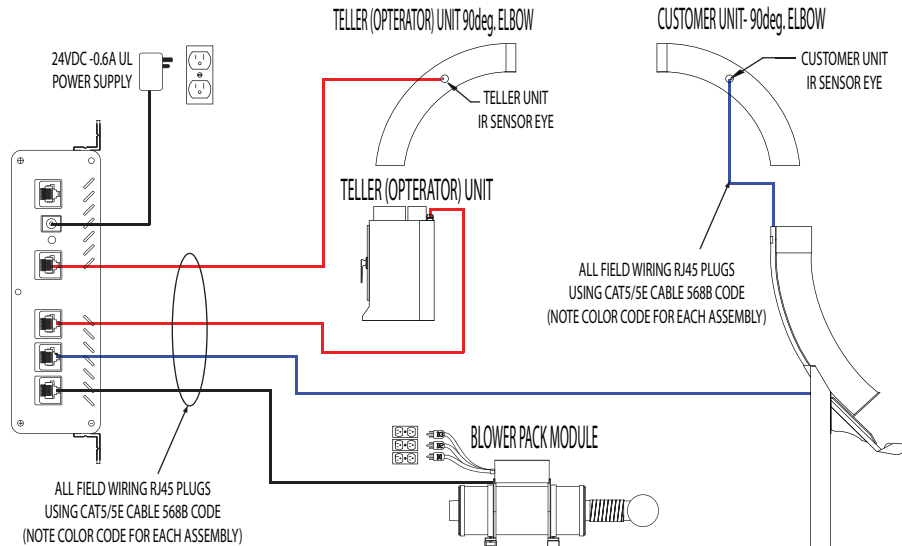 TELLER (OPTERATOR) UNIT 90deg. ELBOW
CUSTOMER UNIT- 90deg. ELBOW
24VDC -0.6A UL
POWER SUPPLY
TELLER UNIT
IR SENSOR EYE
CUSTOMER UNIT
IR SENSOR EYE
TELLER (OPTERATOR) UNIT
ALL FIELD WIRING RJ45 PLUGS
USING CAT5/5E CABLE 568B CODE
(NOTE COLOR CODE FOR EACH ASSEMBLY)
BLOWER PACK MODULE
ALL FIELD WIRING RJ45 PLUGS
USING CAT5/5E CABLE 568B CODE
(NOTE COLOR CODE FOR EACH ASSEMBLY)